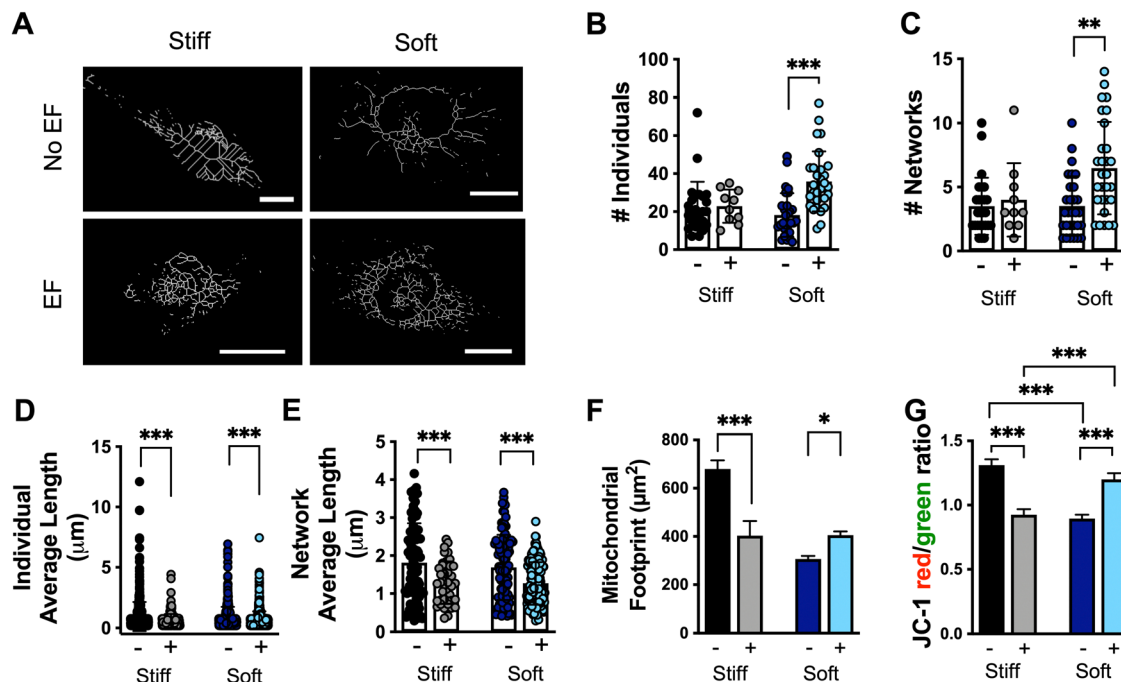 A
Stiff
Soft
No EF
EF
B
# Individuals
100
80
60
40
20
0
***
- + - +
Stiff Soft
C
# Networks
15
10
5
0
**
- + - +
Stiff Soft
D
Individual
Average Length
(μm)
15
10
5
0
*** ***
- + - +
Stiff Soft
E
Network
Average Length
(μm)
5
4
3
2
1
0
*** ***
- + - +
Stiff Soft
F
Mitochondrial
Footprint (μm²)
800
600
400
200
0
*** *
- + - +
Stiff Soft
G
JC-1 red/green ratio
1.5
1.0
0.5
0.0
***
***
*** ***
- + - +
Stiff Soft